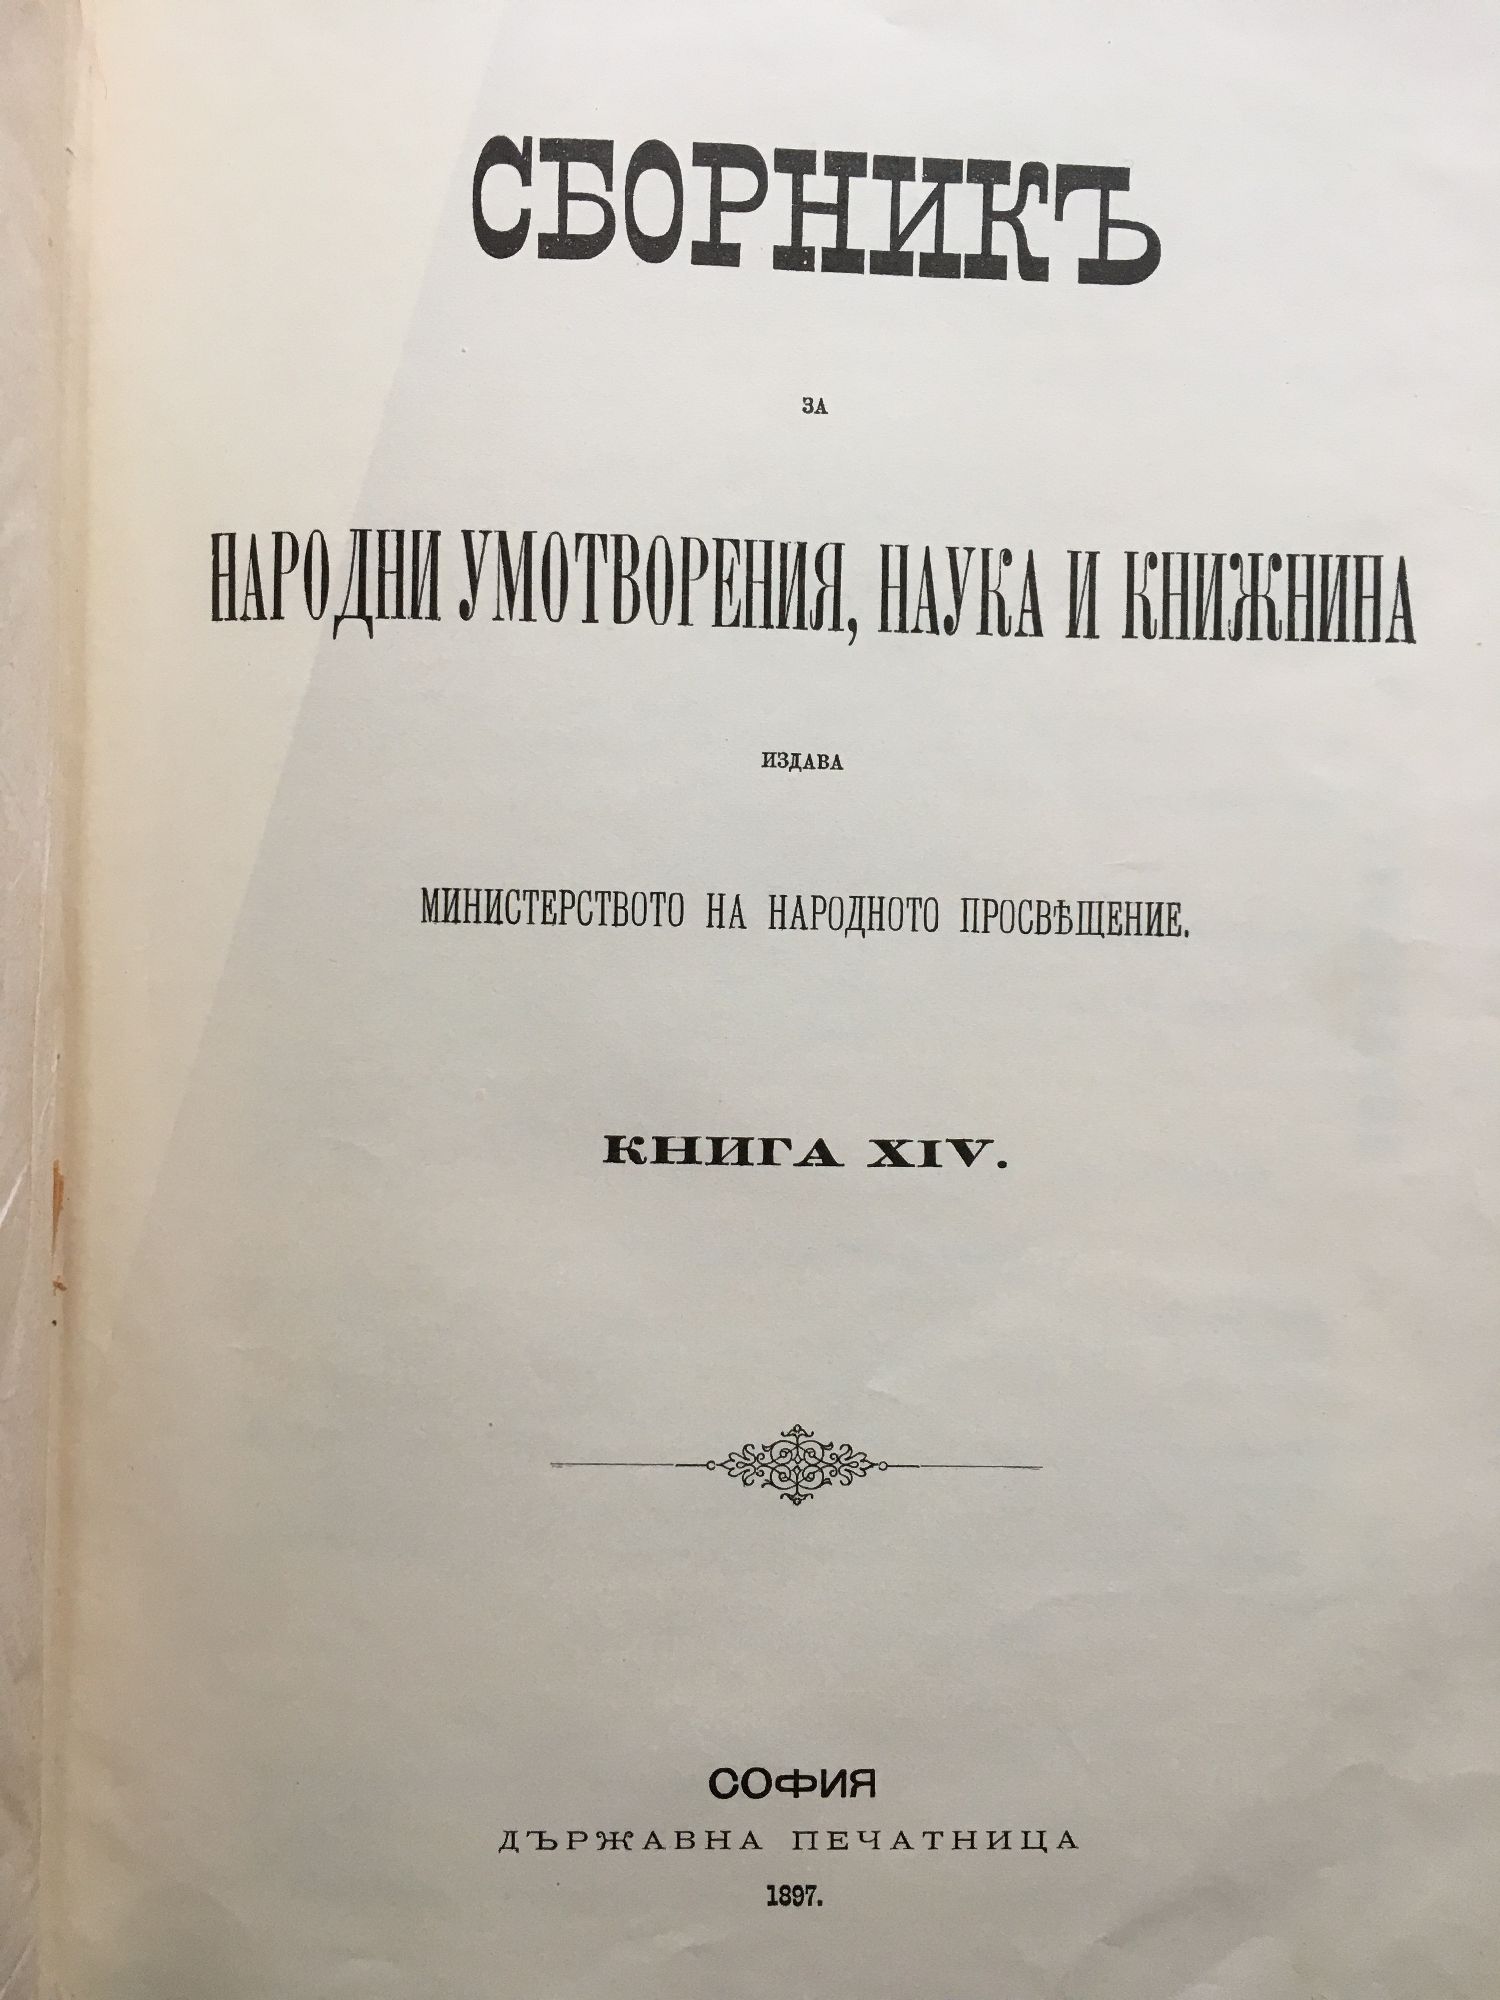 СБОРНИКЪ
ЗА
НАРОДНИ УМОТВОРЕНИЯ, НАУКА И КНИЖНИНА
ИЗДАВА
МИНИСТЕРСТВОТО НА НАРОДНОТО ПРОСВѢЩЕНИЕ.
КНИГА XIV.
СОФИЯ
ДЪРЖАВНА ПЕЧАТНИЦА
1897.